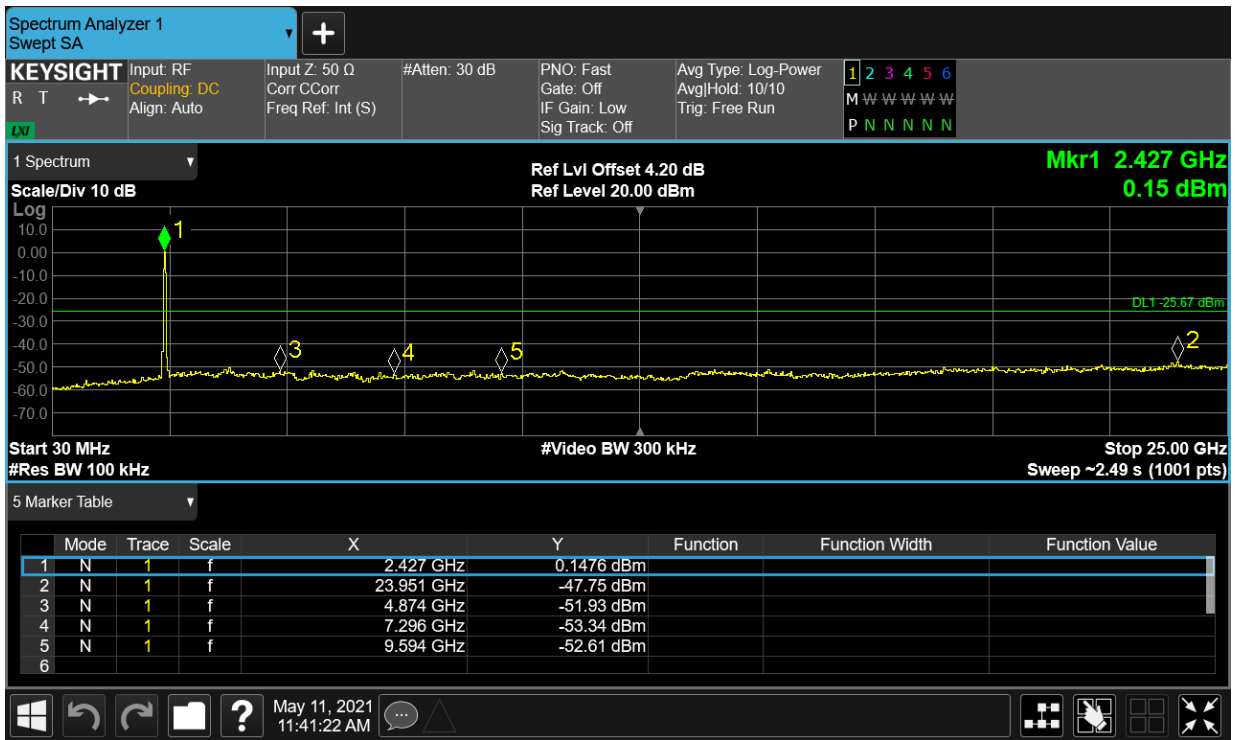 Spectrum Analyzer 1
Swept SA
+
KEYSIGHT Input: RF Input Z: 50 Ω #Atten: 30 dB PNO: Fast Avg Type: Log-Power 1 2 3 4 5 6
R T Coupling: DC Corr CCorr Gate: Off Avg|Hold: 10/10 M W W W W W
Align: Auto Freq Ref: Int (S) IF Gain: Low Trig: Free Run
LXI Sig Track: Off P N N N N N
1 Spectrum Ref Lvl Offset 4.20 dB Mkr1 2.427 GHz
Scale/Div 10 dB Ref Level 20.00 dBm 0.15 dBm
Log
10.0 1
0.00
-10.0
-20.0 DL1 -25.67 dBm
-30.0
-40.0 3 4 5 2
-50.0
-60.0
-70.0
Start 30 MHz #Video BW 300 kHz Stop 25.00 GHz
#Res BW 100 kHz Sweep ~2.49 s (1001 pts)
5 Marker Table
Mode Trace Scale X Y Function Function Width Function Value
1 N 1 f 2.427 GHz 0.1476 dBm
2 N 1 f 23.951 GHz -47.75 dBm
3 N 1 f 4.874 GHz -51.93 dBm
4 N 1 f 7.296 GHz -53.34 dBm
5 N 1 f 9.594 GHz -52.61 dBm
6
? May 11, 2021
11:41:22 AM